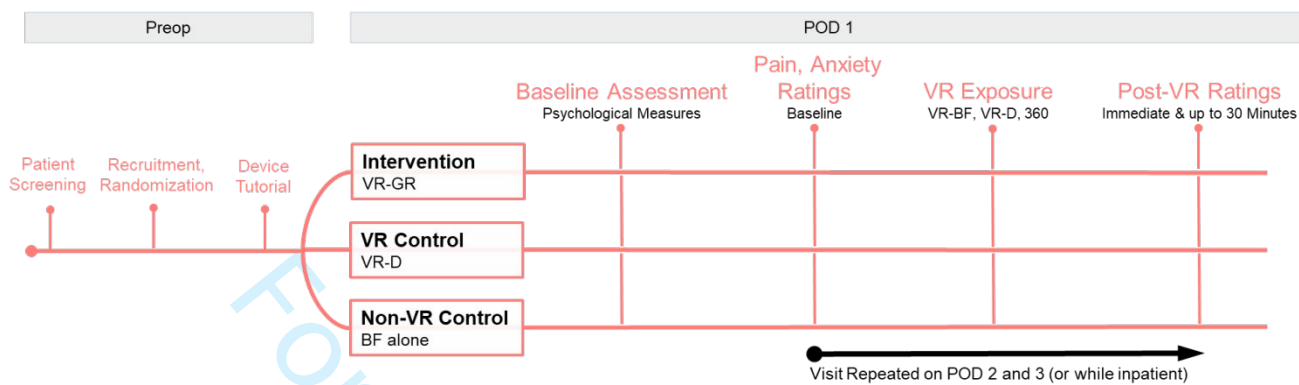 Preop
POD 1
Patient
Screening
Recruitment,
Randomization
Device
Tutorial
Baseline Assessment
Psychological Measures
Pain, Anxiety
Ratings
Baseline
VR Exposure
VR-BF, VR-D, 360
Post-VR Ratings
Immediate & up to 30 Minutes
Intervention
VR-GR
VR Control
VR-D
Non-VR Control
BF alone
Visit Repeated on POD 2 and 3 (or while inpatient)
For